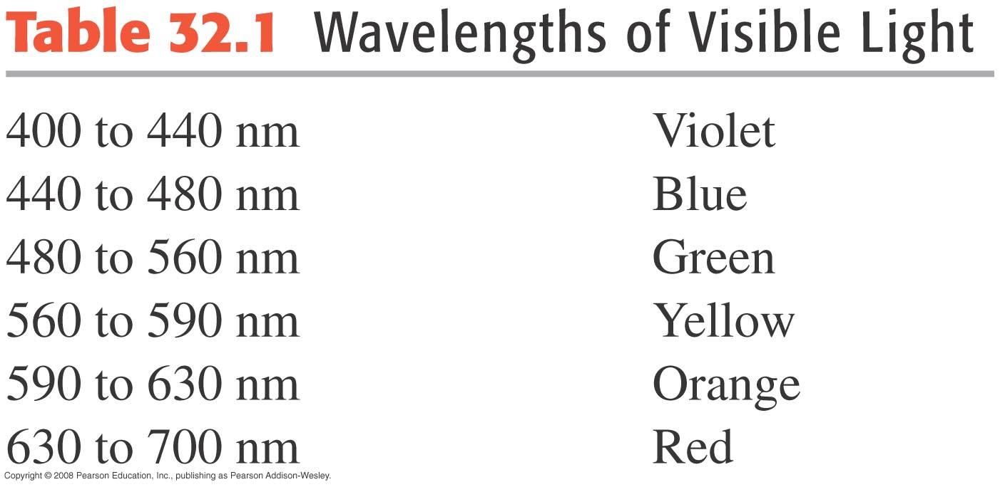 Table 32.1 Wavelengths of Visible Light
400 to 440 nm Violet
440 to 480 nm Blue
480 to 560 nm Green
560 to 590 nm Yellow
590 to 630 nm Orange
630 to 700 nm Red
Copyright © 2008 Pearson Education, Inc., publishing as Pearson Addison-Wesley.